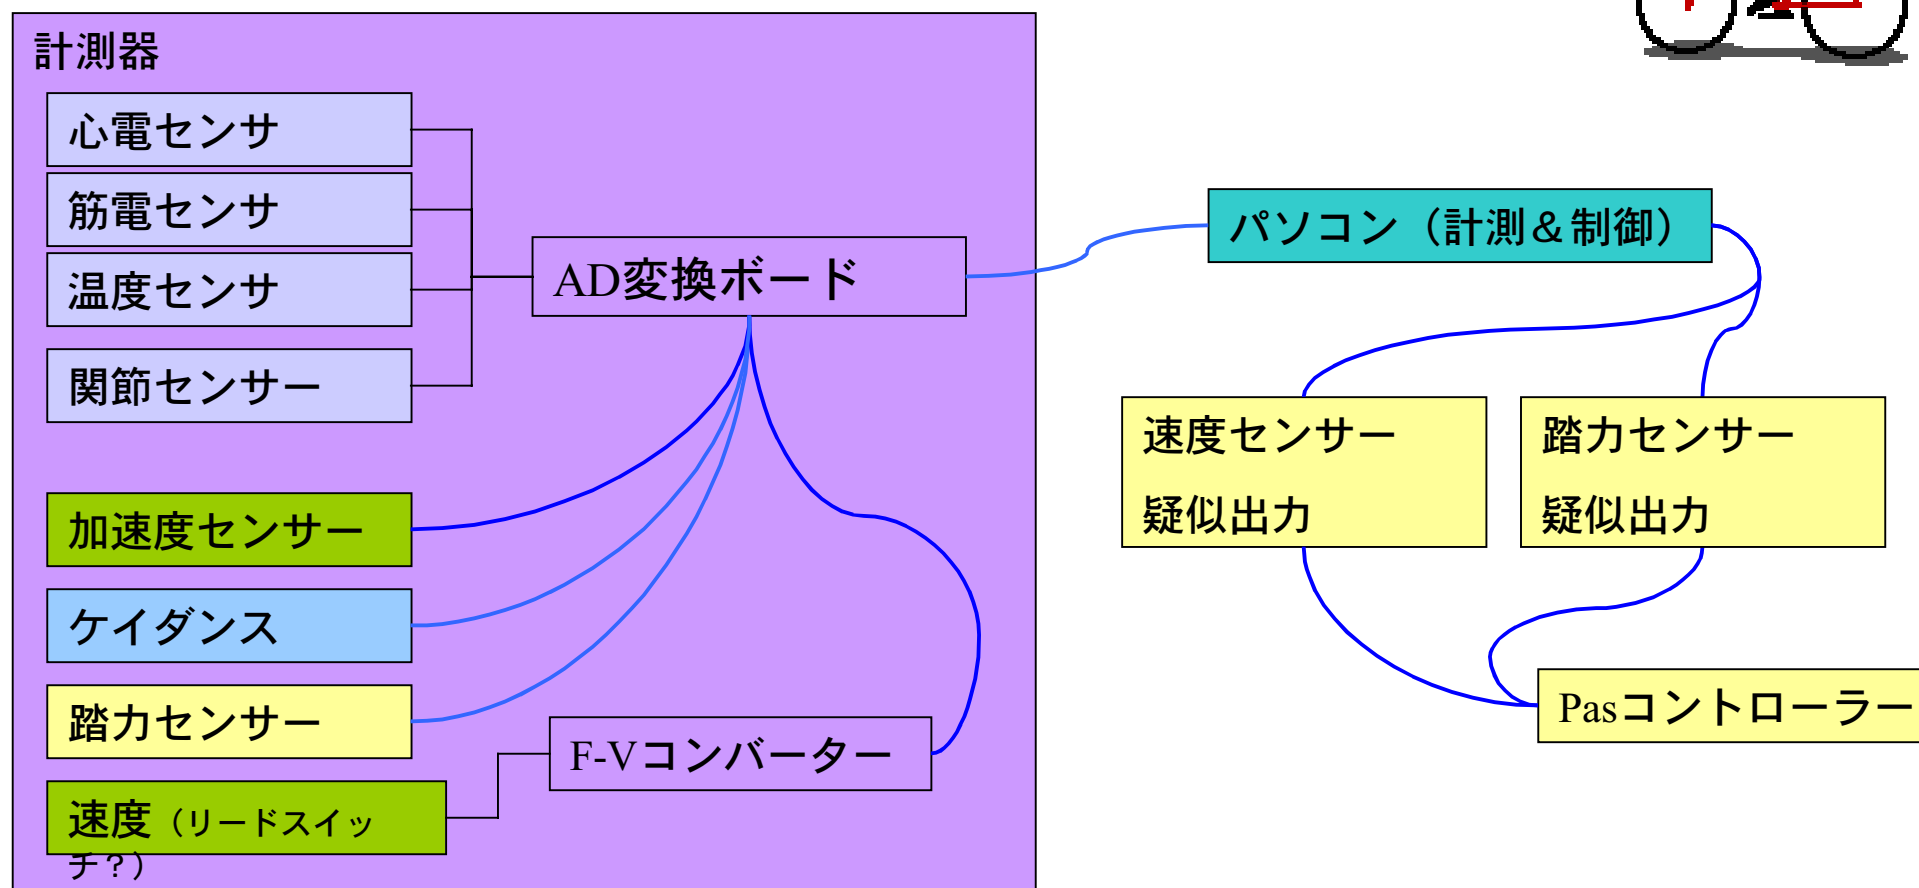 計測器
心電センサ
筋電センサ
温度センサ
関節センサー
AD変換ボード
加速度センサー
ケイダンス
踏力センサー
速度（リードスイッ
チ？）
F-Vコンバーター
パソコン（計測＆制御）
速度センサー
疑似出力
踏力センサー
疑似出力
Pasコントローラー